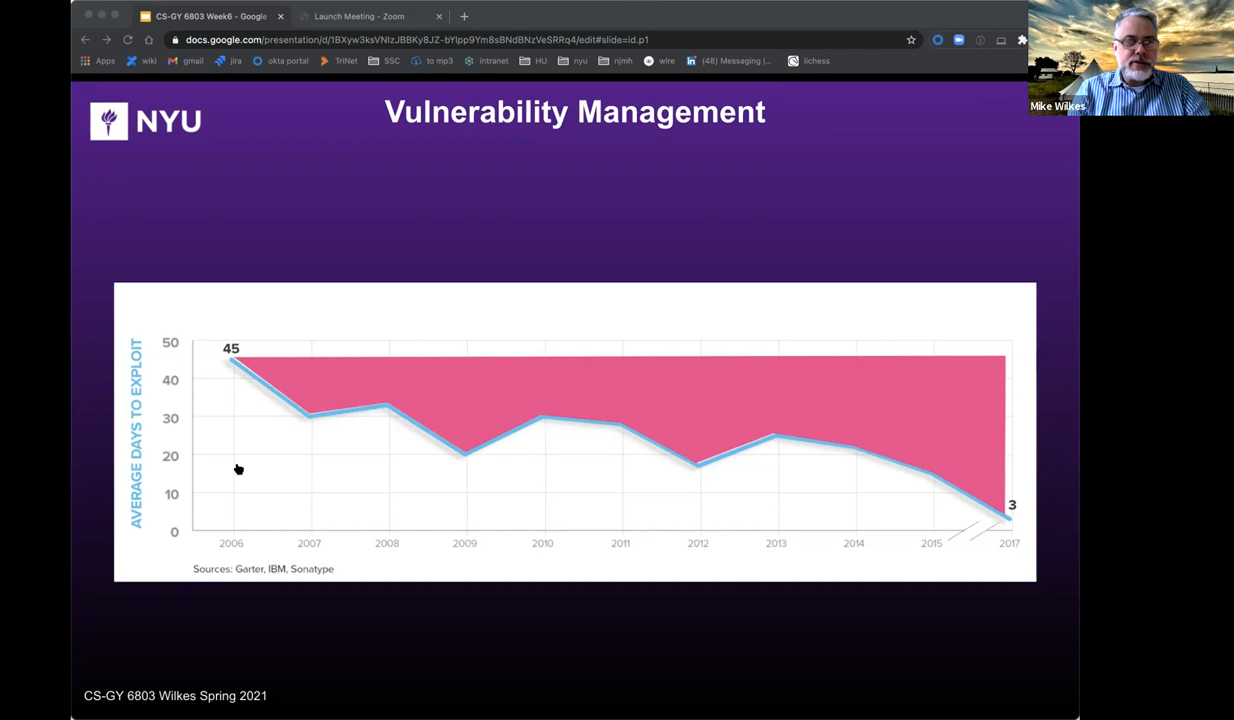 CS-GY 6803 Week6 - Google
Launch Meeting - Zoom
docs.google.com/presentation/d/1BXyw3ksVNIzJBBKy8JZ-bYlpp9Ym8sBNdBNzVeSRRq4/edit#slide=id.p1
Apps wiki gmail jira okta portal TriNet SSC to mp3 intranet HU nyu njmh wire (48) Messaging |... lichess
Mike Wilkes
NYU
Vulnerability Management
AVERAGE DAYS TO EXPLOIT
50
40
30
20
10
0
45
3
2006 2007 2008 2009 2010 2011 2012 2013 2014 2015 2017
Sources: Garter, IBM, Sonatype
CS-GY 6803 Wilkes Spring 2021